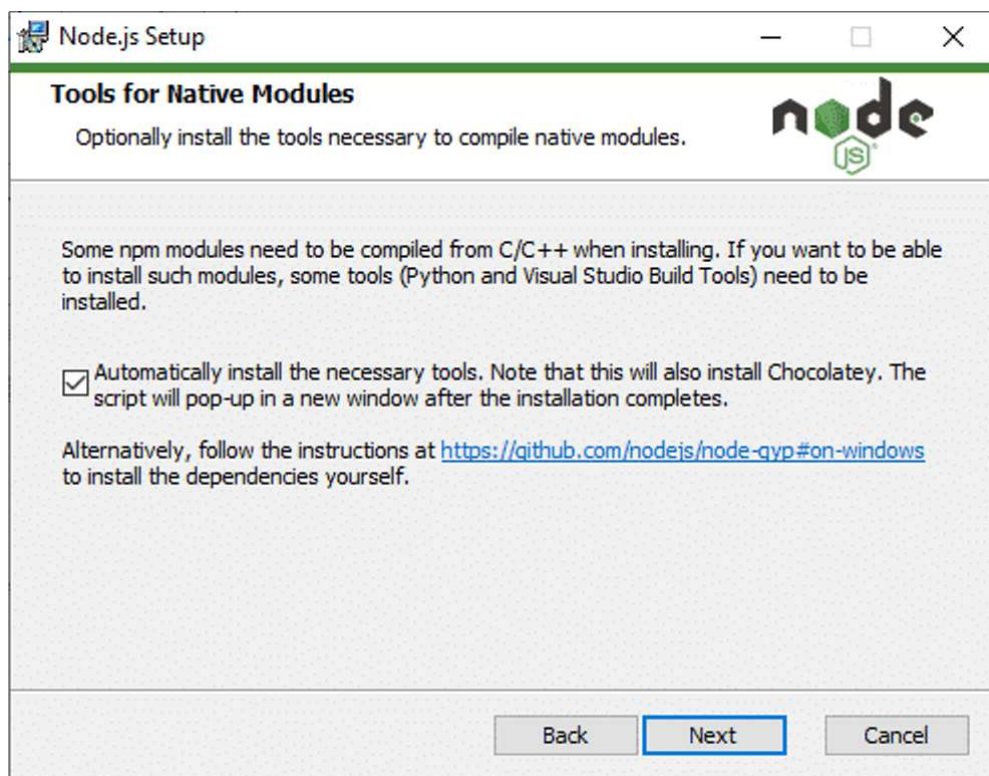 Node.js Setup
Tools for Native Modules
Optionally install the tools necessary to compile native modules.
node
JS
Some npm modules need to be compiled from C/C++ when installing. If you want to be able
to install such modules, some tools (Python and Visual Studio Build Tools) need to be
installed.
Automatically install the necessary tools. Note that this will also install Chocolatey. The
script will pop-up in a new window after the installation completes.
Alternatively, follow the instructions at https://github.com/nodejs/node-gyp#on-windows
to install the dependencies yourself.
Back Next Cancel